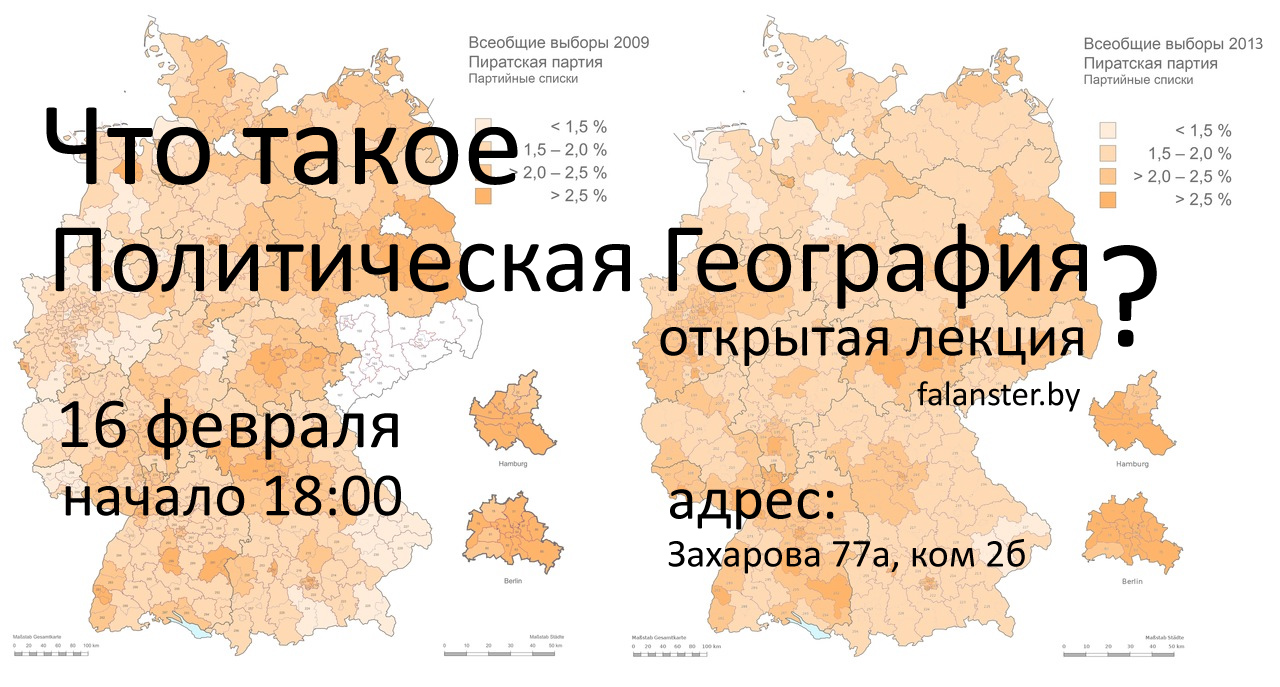 Всеобщие выборы 2009
Пиратская партия
Партийные списки
< 1,5 %
1,5 – 2,0 %
> 2,0 – 2,5 %
> 2,5 %
Всеобщие выборы 2013
Пиратская партия
Партийные списки
< 1,5 %
1,5 – 2,0 %
> 2,0 – 2,5 %
> 2,5 %
Что такое
Политическая География?
открытая лекция
falanster.by
16 февраля
начало 18:00
адрес:
Захарова 77а, ком 2б
Hamburg
Berlin
Hamburg
Berlin
Maßstab Gesamtkarte
0 20 40 60 80 100 km
Maßstab Städte
0 10 20 30 40 50 km
Maßstab Gesamtkarte
0 20 40 60 80 100 km
Maßstab Städte
0 10 20 30 40 50 km